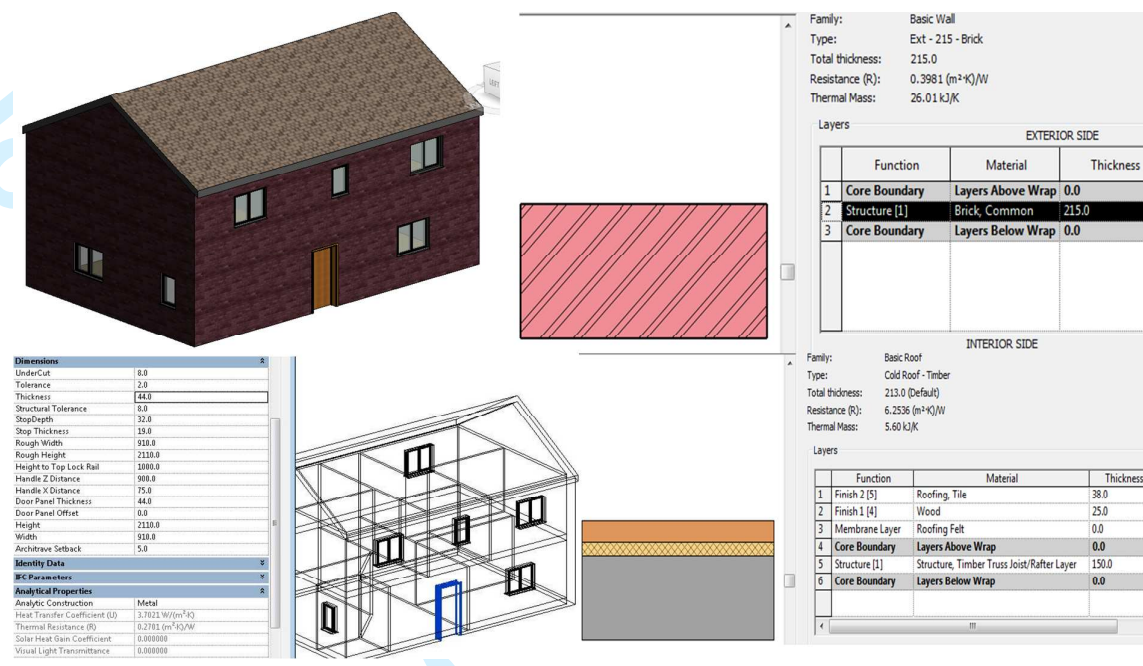 Family: Basic Wall
Type: Ext - 215 - Brick
Total thickness: 215.0
Resistance (R): 0.3981 (m²·K)/W
Thermal Mass: 26.01 kJ/K
Layers
EXTERIOR SIDE
Function Material Thickness
1 Core Boundary Layers Above Wrap 0.0
2 Structure [1] Brick, Common 215.0
3 Core Boundary Layers Below Wrap 0.0
INTERIOR SIDE
Dimensions
UnderCut 8.0
Tolerance 2.0
Thickness 44.0
Structural Tolerance 8.0
StopDepth 32.0
Stop Thickness 19.0
Rough Width 910.0
Rough Height 2110.0
Height to Top Lock Rail 1000.0
Handle Z Distance 900.0
Handle X Distance 75.0
Door Panel Thickness 44.0
Door Panel Offset 0.0
Height 2110.0
Width 910.0
Architrave Setback 5.0
Identity Data
IFC Parameters
Analytical Properties
Analytic Construction Metal
Heat Transfer Coefficient (U) 3.7021 W/(m²·K)
Thermal Resistance (R) 0.2701 (m²·K)/W
Solar Heat Gain Coefficient 0.000000
Visual Light Transmittance 0.000000
Family: Basic Roof
Type: Cold Roof - Timber
Total thickness: 213.0 (Default)
Resistance (R): 6.2536 (m²·K)/W
Thermal Mass: 5.60 kJ/K
Layers
Function Material Thickness
1 Finish 2 [5] Roofing, Tile 38.0
2 Finish 1 [4] Wood 25.0
3 Membrane Layer Roofing Felt 0.0
4 Core Boundary Layers Above Wrap 0.0
5 Structure [1] Structure, Timber Truss Joist/Rafter Layer 150.0
6 Core Boundary Layers Below Wrap 0.0